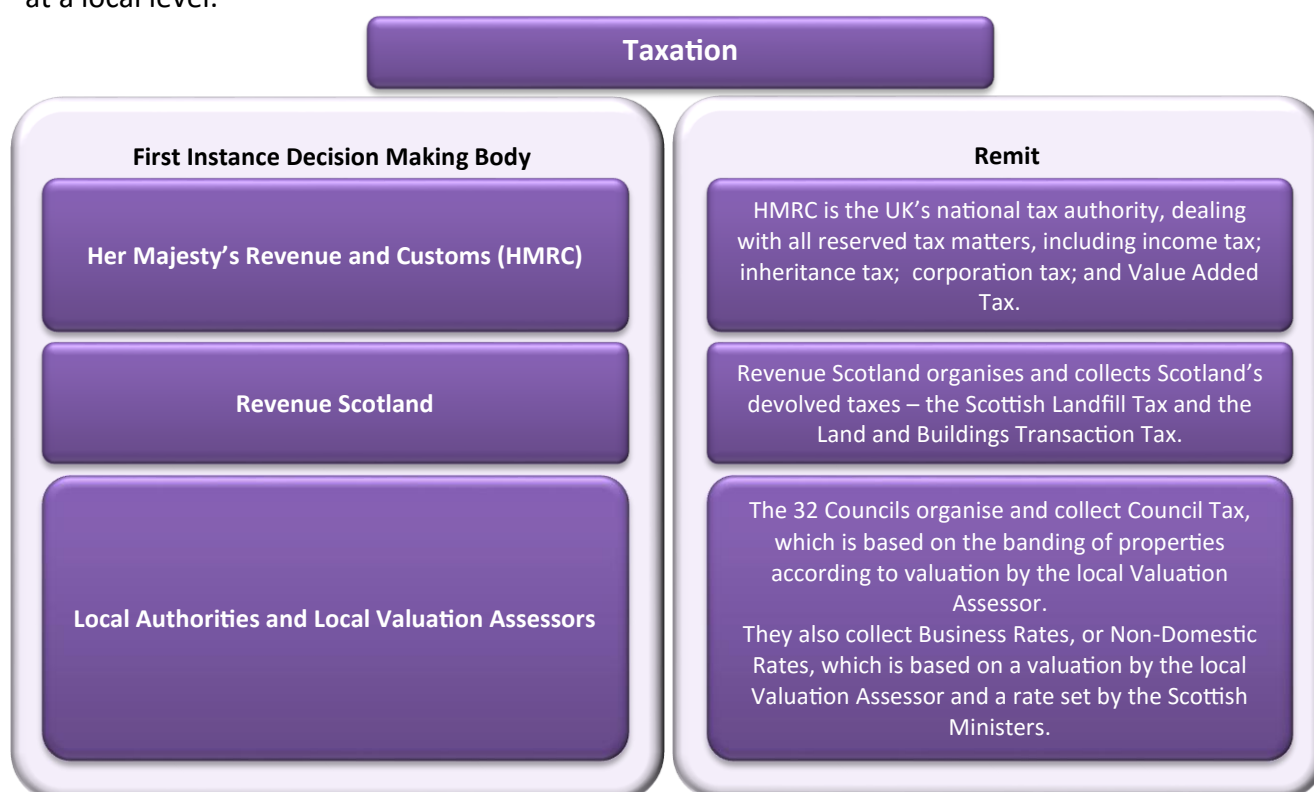 at a local level.
Taxation
First Instance Decision Making Body
Remit
Her Majesty’s Revenue and Customs (HMRC)
HMRC is the UK’s national tax authority, dealing
with all reserved tax matters, including income tax;
inheritance tax;  corporation tax; and Value Added
Tax.
Revenue Scotland
Revenue Scotland organises and collects Scotland’s
devolved taxes – the Scottish Landfill Tax and the
Land and Buildings Transaction Tax.
Local Authorities and Local Valuation Assessors
The 32 Councils organise and collect Council Tax,
which is based on the banding of properties
according to valuation by the local Valuation
Assessor.
They also collect Business Rates, or Non-Domestic
Rates, which is based on a valuation by the local
Valuation Assessor and a rate set by the Scottish
Ministers.